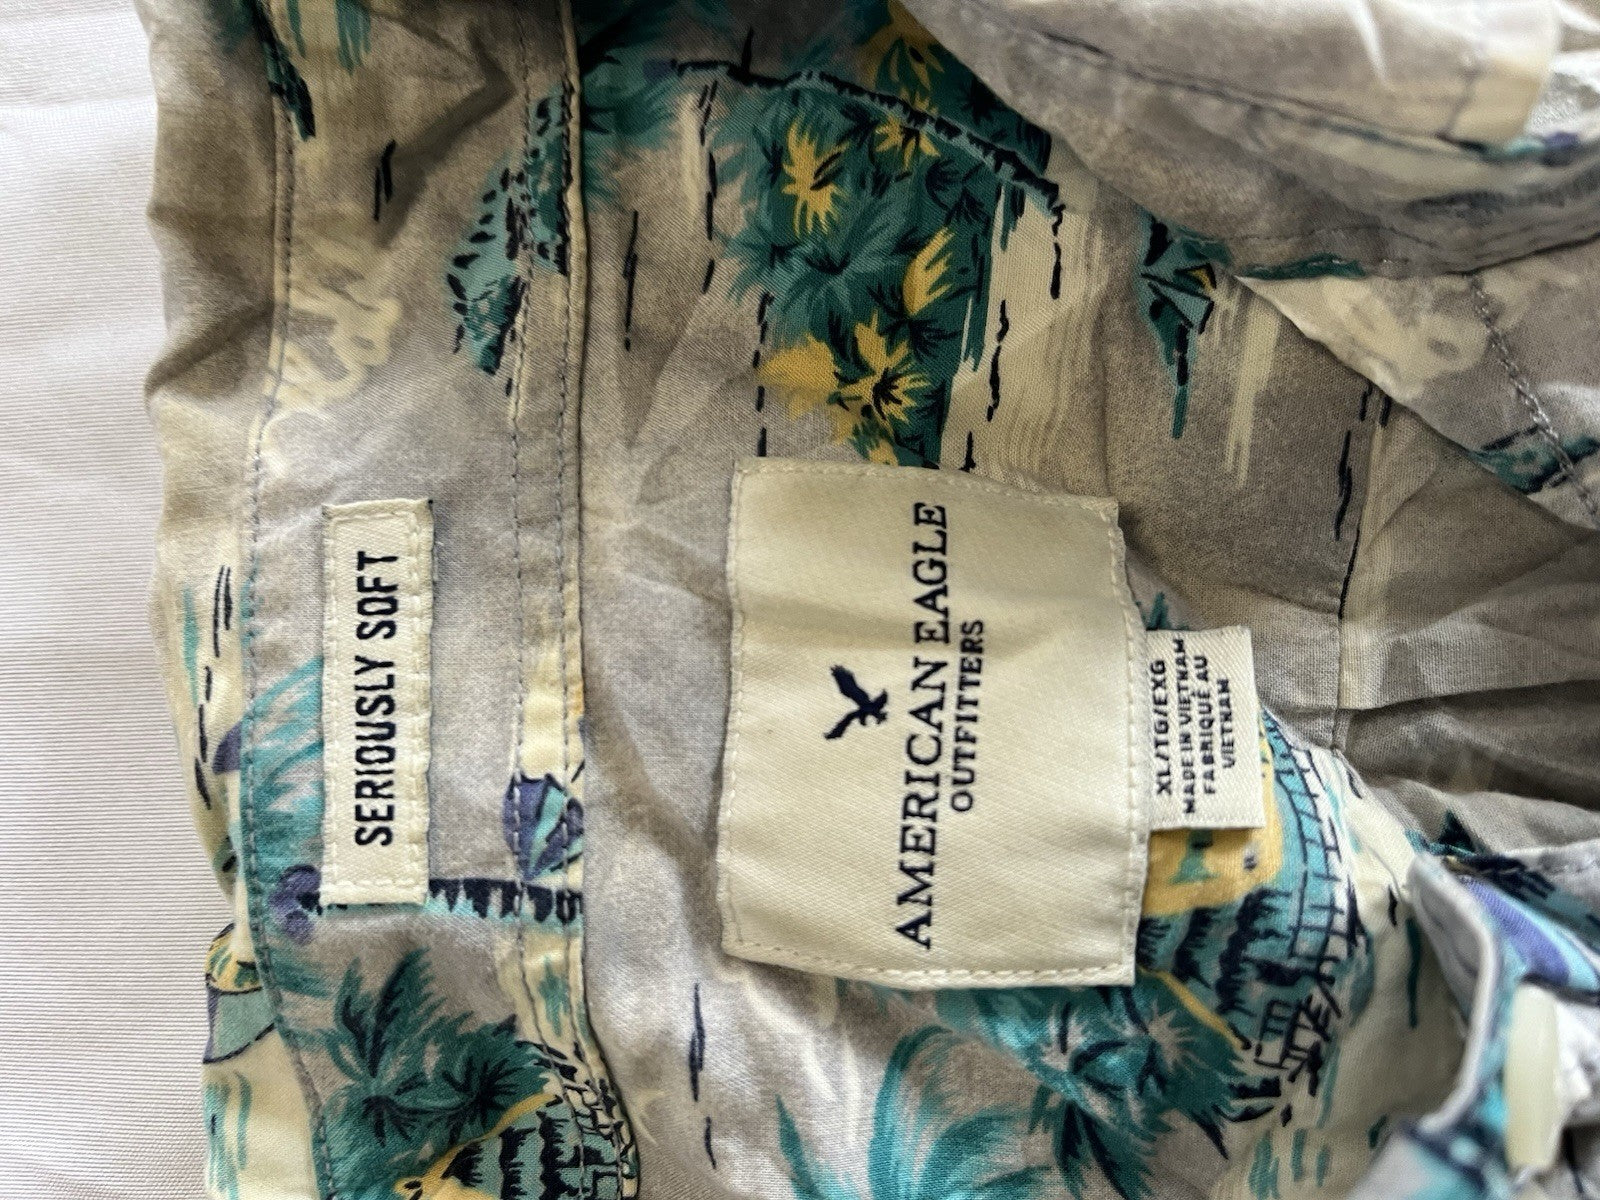 SERIOUSLY SOFT
AMERICAN EAGLE
OUTFITTERS
XL/TG/EXG
MADE IN VIETNAM
FABRIQUÉ AU
VIETNAM